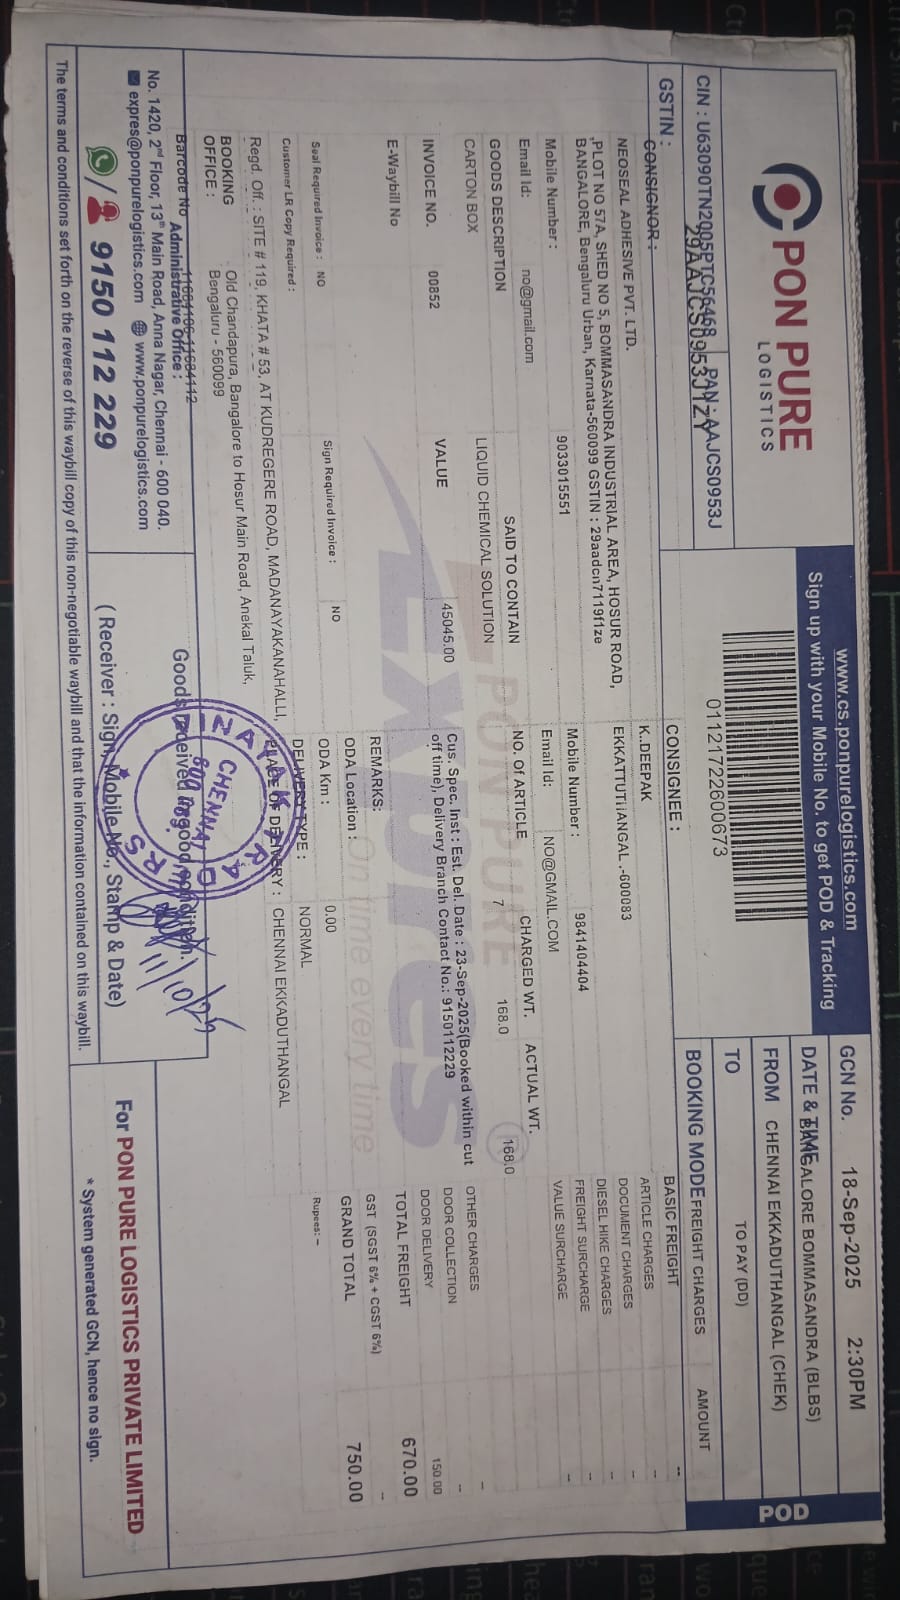 PON PURE
LOGISTICS
CIN : U63090TN2005PTC56468 PAN : AAJCS0953J
GSTIN : 29AAJCS0953J1ZY
www.cs.ponpurelogistics.com
Sign up with your Mobile No. to get POD & Tracking
01121722600673
GCN No. 18-Sep-2025 2:30PM
DATE & TIME
BANGALORE BOMMASANDRA (BLBS)
FROM CHENNAI EKKADUTHANGAL (CHEK)
TO TO PAY (DD)
BOOKING MODE
POD
CONSIGNOR :
NEOSEAL ADHESIVE PVT. LTD.
,PLOT NO 57A, SHED NO 5, BOMMASANDRA INDUSTRIAL AREA, HOSUR ROAD,
BANGALORE, Bengaluru Urban, Karnata-560099 GSTIN : 29aadcn7119f1ze
Mobile Number : 9033015551
Email Id: no@gmail.com
CONSIGNEE :
K..DEEPAK
EKKATTUTiIANGAL .-600083
Mobile Number : 9841404404
Email Id: NO@GMAIL.COM
GOODS DESCRIPTION SAID TO CONTAIN NO. Of ARTICLE CHARGED WT. ACTUAL WT.
CARTON BOX LIQUID CHEMICAL SOLUTION 7 168.0 168.0
INVOICE NO. 00852 VALUE 45045.00
Cus. Spec. Inst : Est. Del. Date : 23-Sep-2025(Booked within cut
off time), Delivery Branch Contact No.: 9150112229
E-Waybill No
REMARKS:
ODA Location :
ODA Km : 0.00
Seal Required Invoice : NO Sign Required Invoice : NO
DELIVERY TYPE : NORMAL
Customer LR Copy Required :
PLACE OF DELIVERY : CHENNAI EKKADUTHANGAL
Regd. Off. : SITE # 119, KHATA # 53, AT KUDREGERE ROAD, MADANAYAKANAHALLI,
BOOKING OFFICE : Old Chandapura, Bangalore to Hosur Main Road, Anekal Taluk,
Bengaluru - 560099
FREIGHT CHARGES AMOUNT
BASIC FREIGHT --
ARTICLE CHARGES --
DOCUMENT CHARGES --
DIESEL HIKE CHARGES --
FREIGHT SURCHARGE --
VALUE SURCHARGE --
OTHER CHARGES --
DOOR COLLECTION --
DOOR DELIVERY 150.00
TOTAL FREIGHT 670.00
GST (SGST 6% + CGST 6%) --
GRAND TOTAL 750.00
Rupees: –
PON PURE
EXPRES
On time every time
Barcode No 11684106-11684112
Administrative Office :
No. 1420, 2nd Floor, 13th Main Road, Anna Nagar, Chennai - 600 040.
expres@ponpurelogistics.com www.ponpurelogistics.com
9150 112 229
Goods rederived in good condition.
( Receiver : Sign, Mobile No., Stamp & Date)
CHENNAI
For PON PURE LOGISTICS PRIVATE LIMITED
* System generated GCN, hence no sign.
The terms and conditions set forth on the reverse of this waybill copy of this non-negotiable waybill and that the information contained on this waybill.